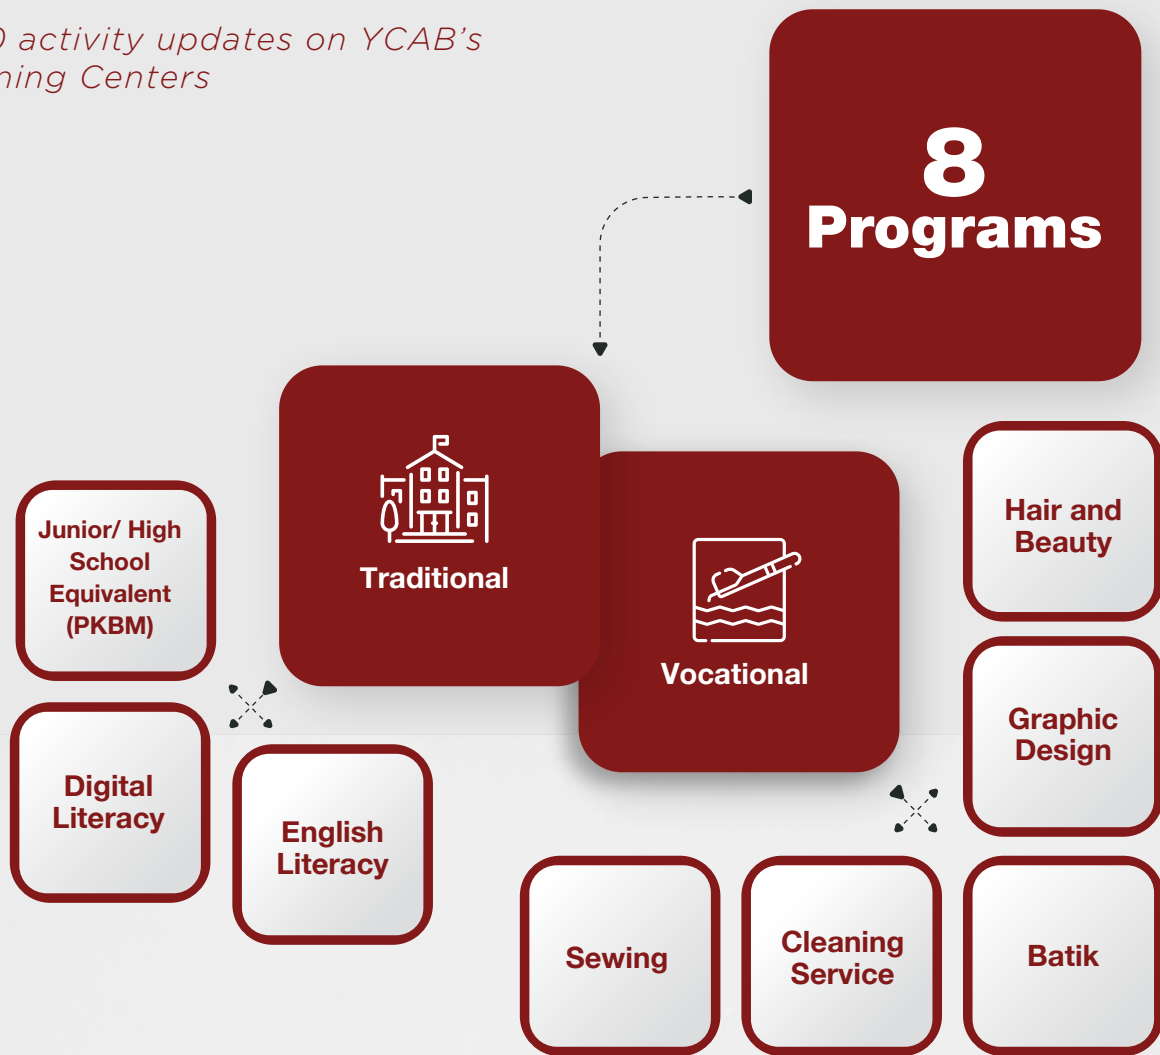 activity updates on YCAB's
Centers
8
Programs
Traditional
Vocational
Junior/ High
School
Equivalent
(PKBM)
Digital
Literacy
English
Literacy
Hair and
Beauty
Graphic
Design
Sewing
Cleaning
Service
Batik